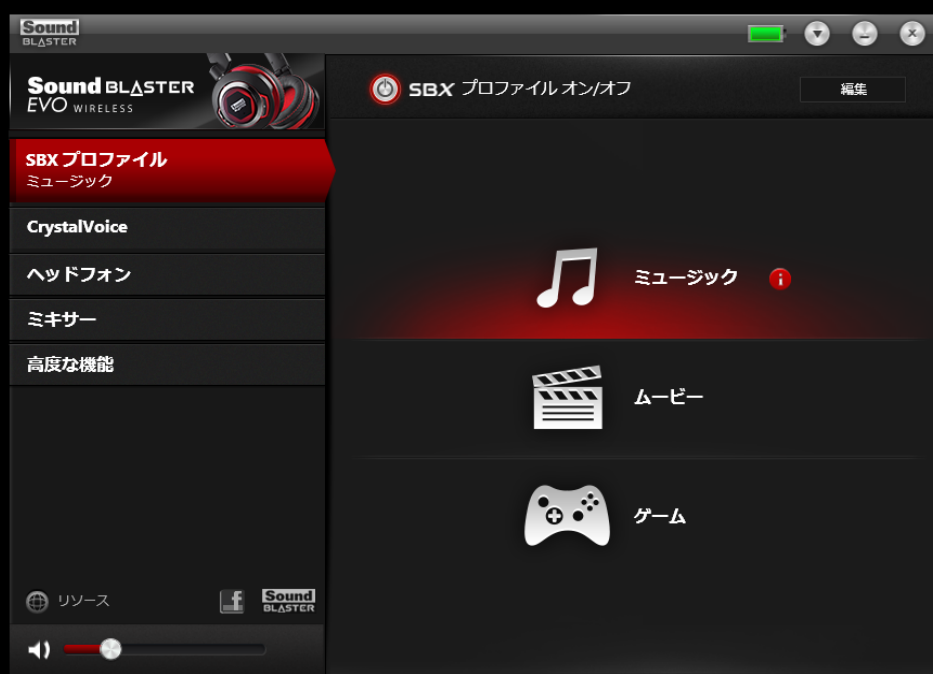 Sound
BLASTER
Sound BLASTER
EVO WIRELESS
SBX プロファイル オン/オフ
編集
SBX プロファイル
ミュージック
CrystalVoice
ヘッドフォン
ミキサー
高度な機能
ミュージック
ムービー
ゲーム
リソース
f
Sound
BLASTER